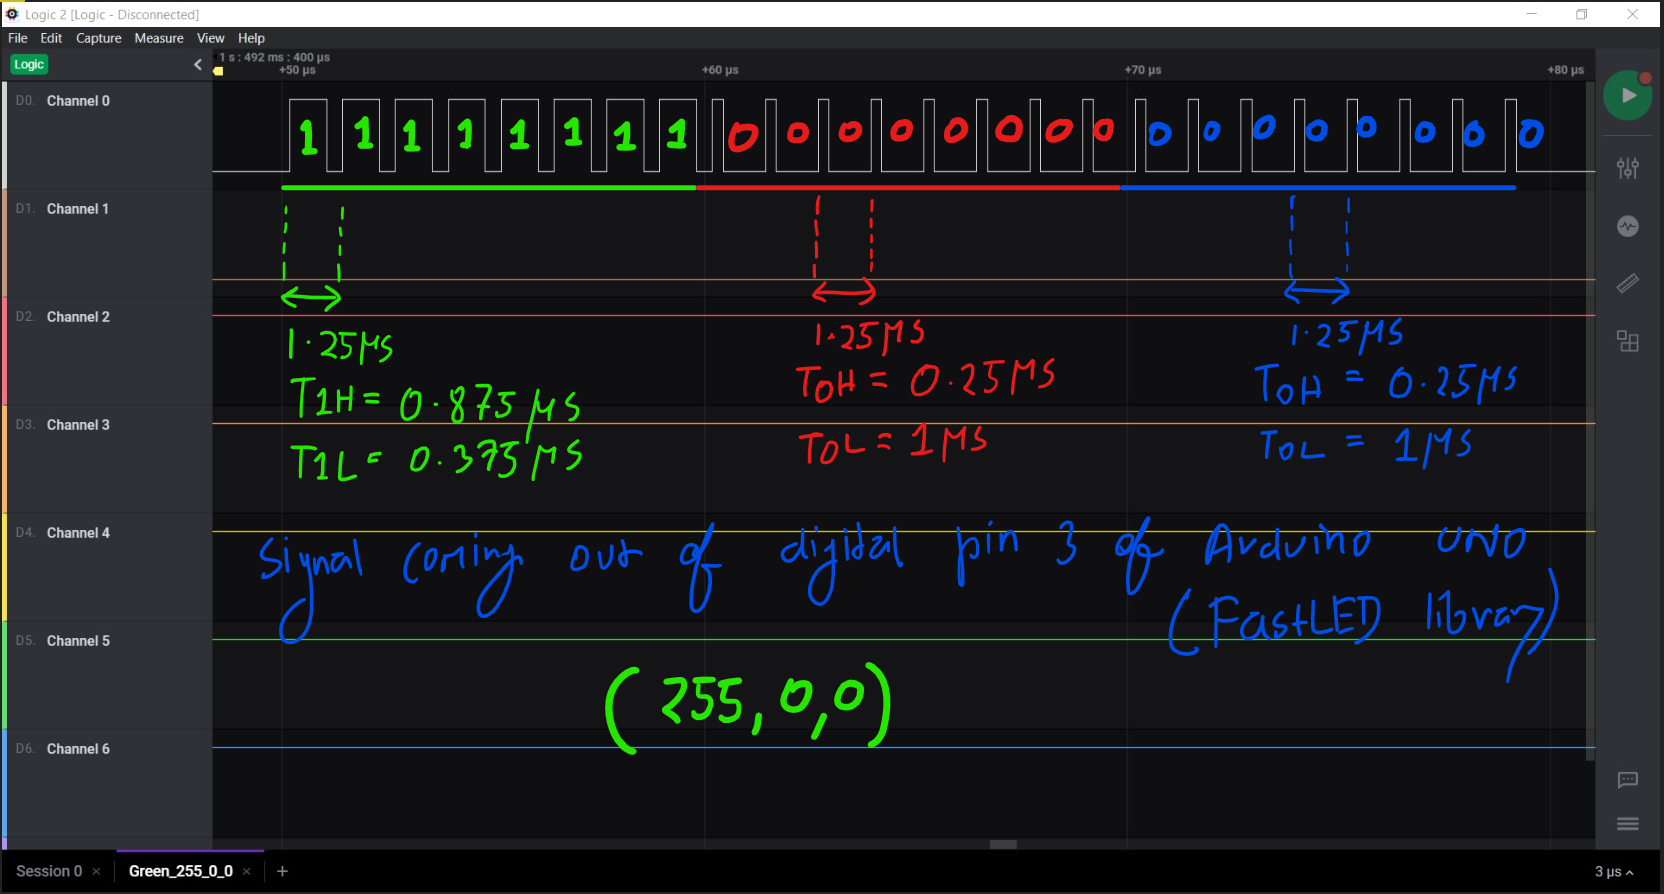 Logic 2 [Logic - Disconnected]
File Edit Capture Measure View Help
Logic
1 s : 492 ms : 400 µs
+50 µs +60 µs +70 µs +80 µs
D0. Channel 0
1 1 1 1 1 1 1 1 0 0 0 0 0 0 0 0 0 0 0 0 0 0 0 0
D1. Channel 1
D2. Channel 2
1.25µs 1.25µs 1.25µs
T1H = 0.875 µs T0H = 0.25µs T0H = 0.25µs
D3. Channel 3
T1L = 0.375µs T0L = 1µs T0L = 1µs
D4. Channel 4
Signal coming out of digital pin 3 of Arduino UNO
(FastLED library)
D5. Channel 5
(255,0,0)
D6. Channel 6
Session 0 Green_255_0_0 +
3 µs